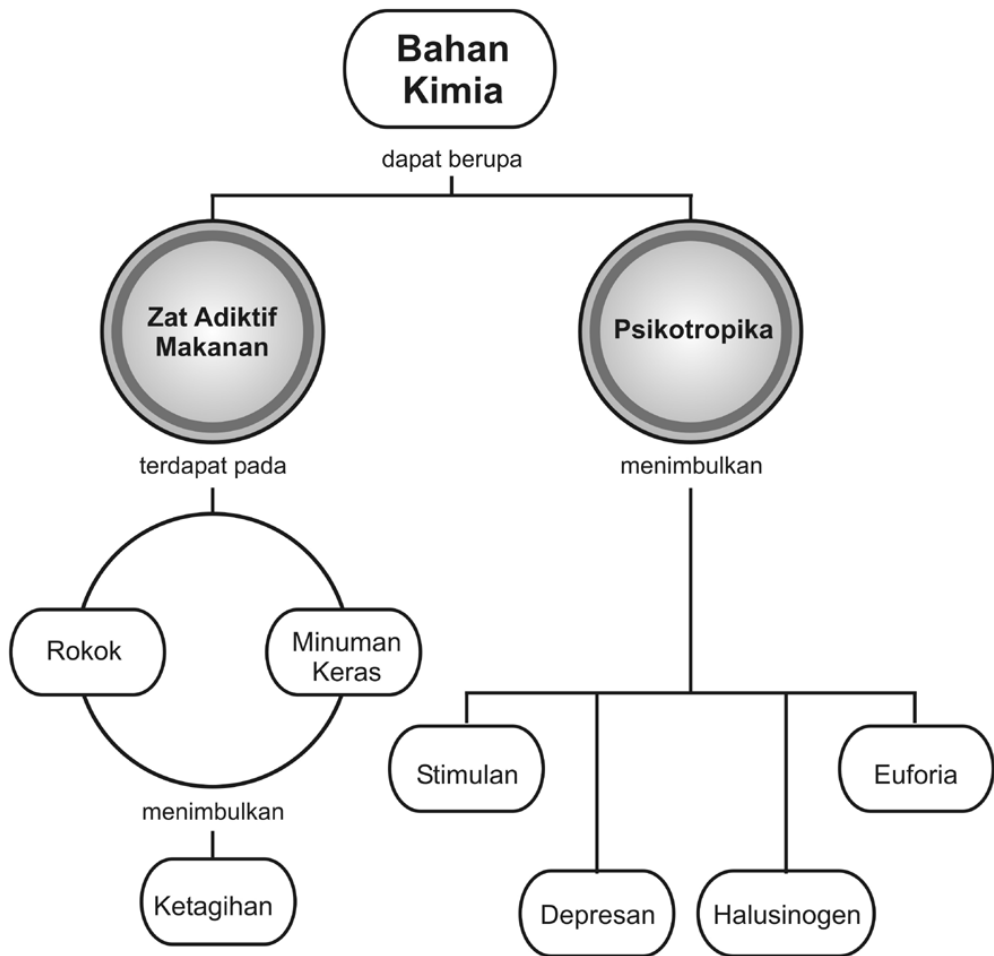 Bahan
Kimia
dapat berupa
Zat Adiktif
Makanan
Psikotropika
terdapat pada
menimbulkan
Rokok
Minuman
Keras
Stimulan
Euforia
menimbulkan
Ketagihan
Depresan
Halusinogen